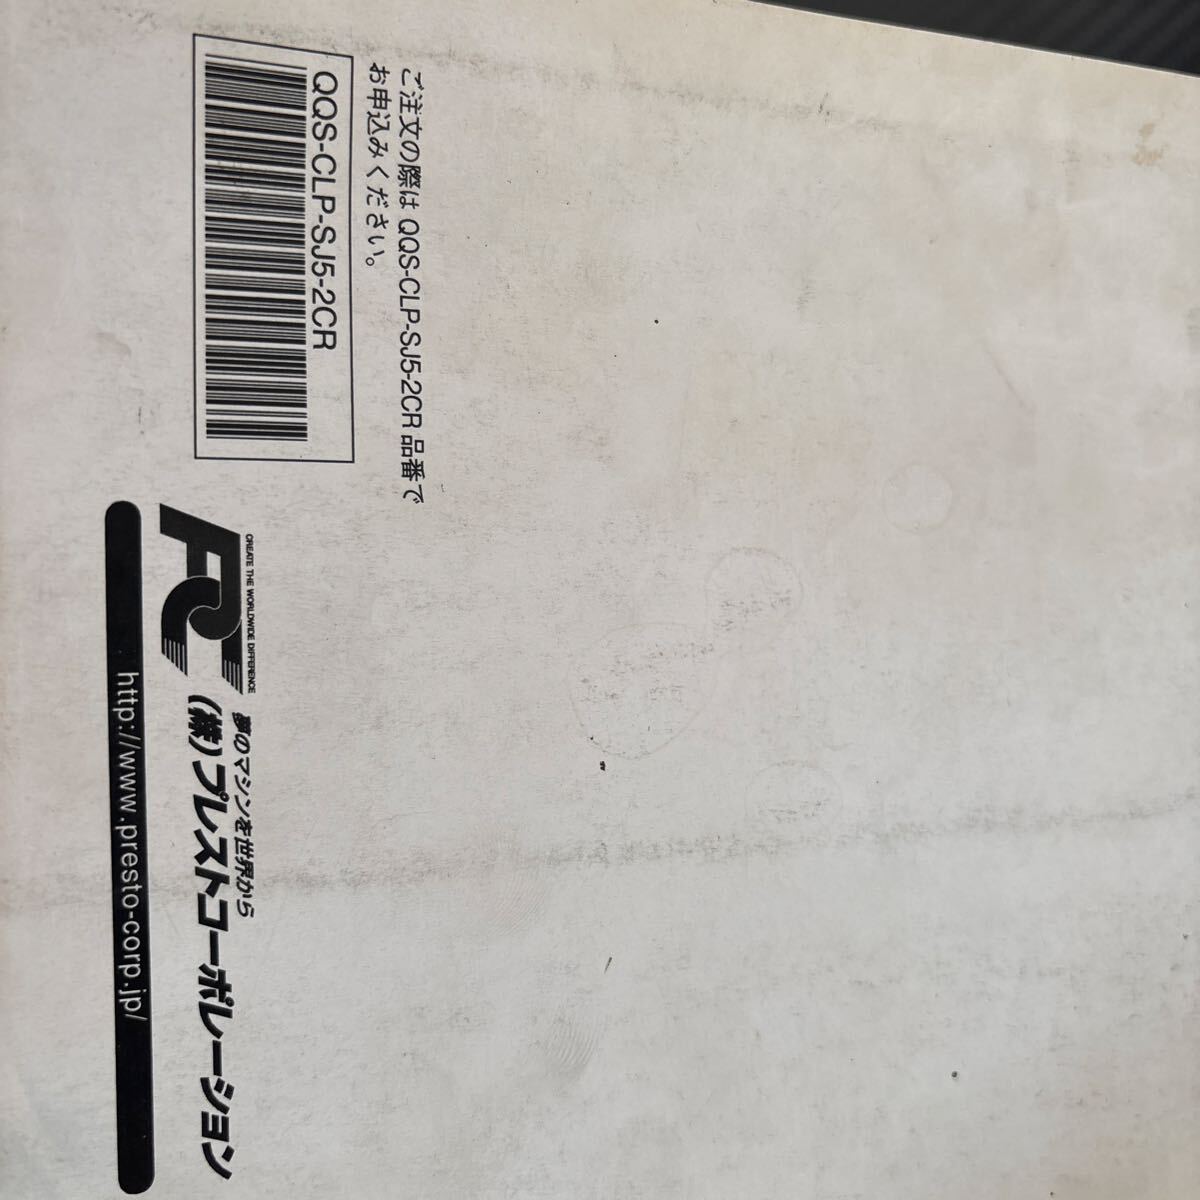 ご注文の際は QQS-CLP-SJ5-2CR 品番で
お申込みください。
QQS-CLP-SJ5-2CR
CREATE THE WORLDWIDE DIFFERENCE
夢のマシンを世界から
(株)プレストコーポレーション
http://www.presto-corp.jp/